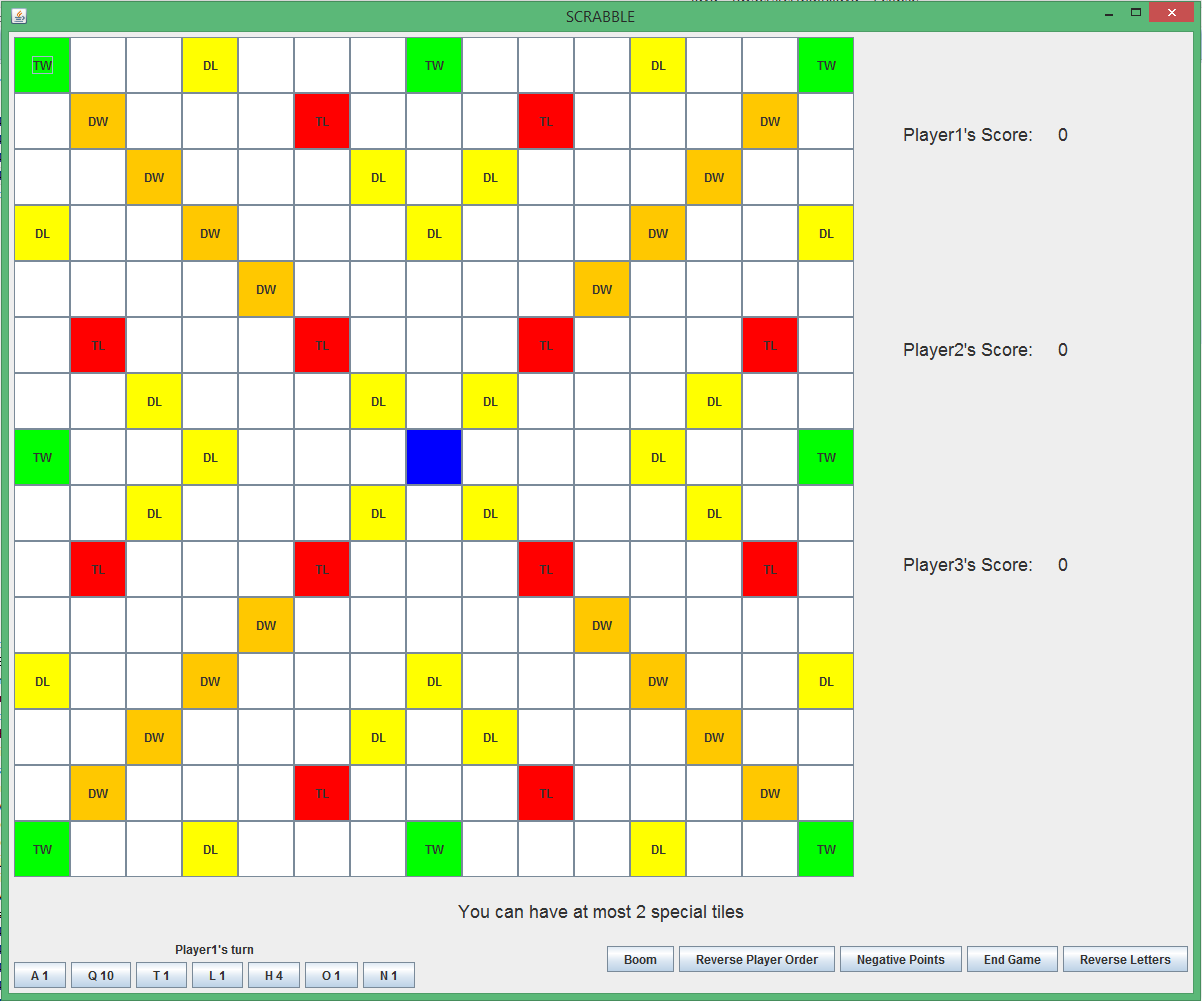 SCRABBLE
TW DL TW DL TW
DW TL TL DW
Player1's Score: 0
DW DL DL DW
DL DW DL DW DL
DW DW
TL TL TL TL
Player2's Score: 0
DL DL DL DL
TW DL DL TW
DL DL DL DL
TL TL TL TL
Player3's Score: 0
DW DW
DL DW DL DW DL
DW DL DL DW
DW TL TL DW
TW DL TW DL TW
You can have at most 2 special tiles
Player1's turn
A 1 Q 10 T 1 L 1 H 4 O 1 N 1
Boom Reverse Player Order Negative Points End Game Reverse Letters